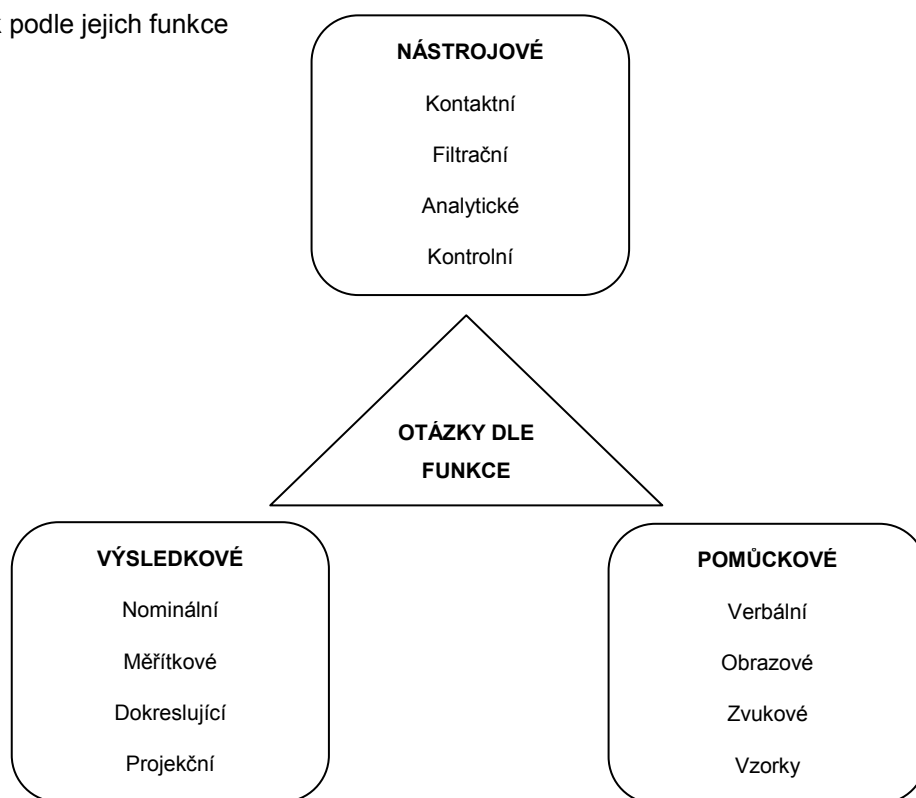 podle jejich funkce
NÁSTROJOVÉ
Kontaktní
Filtrační
Analytické
Kontrolní
OTÁZKY DLE
FUNKCE
VÝSLEDKOVÉ
Nominální
Měřítkové
Dokreslující
Projekční
POMŮCKOVÉ
Verbální
Obrazové
Zvukové
Vzorky